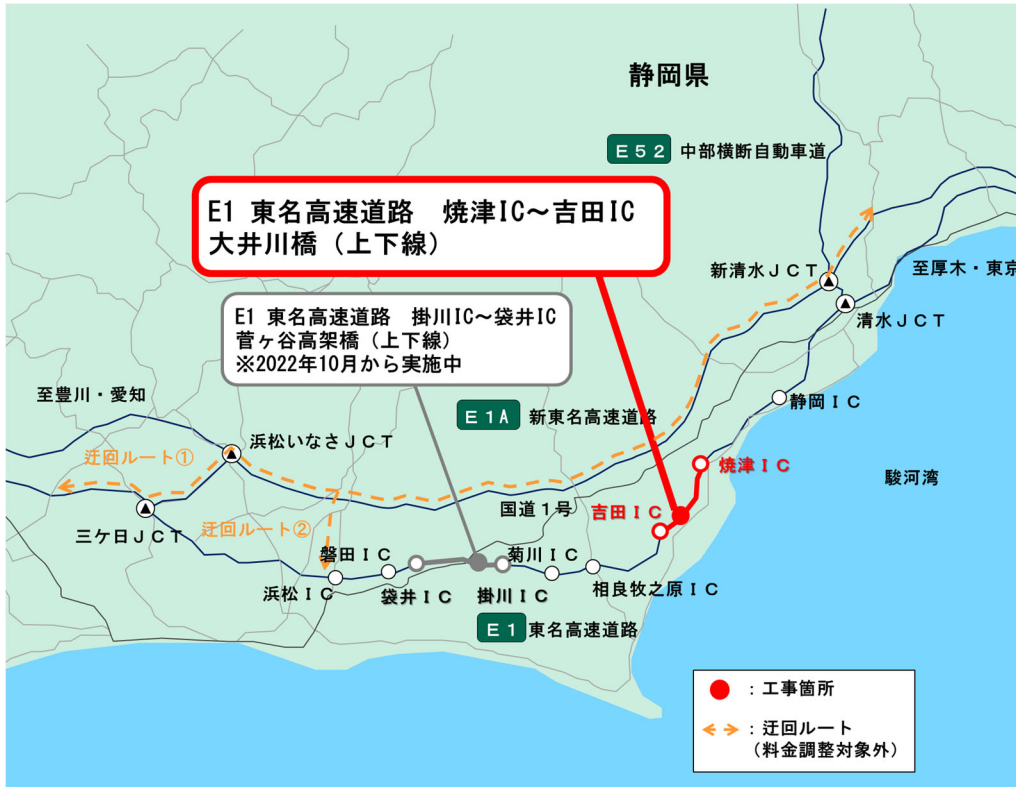 静岡県
E52 中部横断自動車道
E1 東名高速道路 焼津IC～吉田IC
大井川橋（上下線）
新清水JCT
至厚木・東京
清水JCT
E1 東名高速道路 掛川IC～袋井IC
菅ヶ谷高架橋（上下線）
※2022年10月から実施中
至豊川・愛知
静岡IC
E1A 新東名高速道路
浜松いなさJCT
迂回ルート①
焼津IC
駿河湾
国道1号
吉田IC
三ケ日JCT
迂回ルート②
磐田IC
菊川IC
浜松IC
袋井IC
掛川IC
相良牧之原IC
E1 東名高速道路
：工事箇所
：迂回ルート
（料金調整対象外）